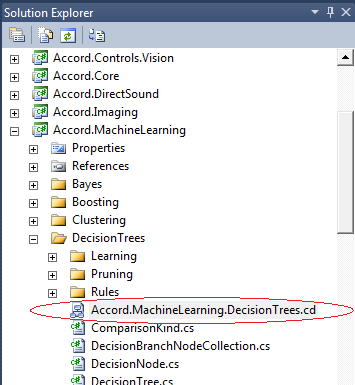 Solution Explorer
Accord.Controls.Vision
Accord.Core
Accord.DirectSound
Accord.Imaging
Accord.MachineLearning
Properties
References
Bayes
Boosting
Clustering
DecisionTrees
Learning
Pruning
Rules
Accord.MachineLearning.DecisionTrees.cd
ComparisonKind.cs
DecisionBranchNodeCollection.cs
DecisionNode.cs
DecisionTree.cs